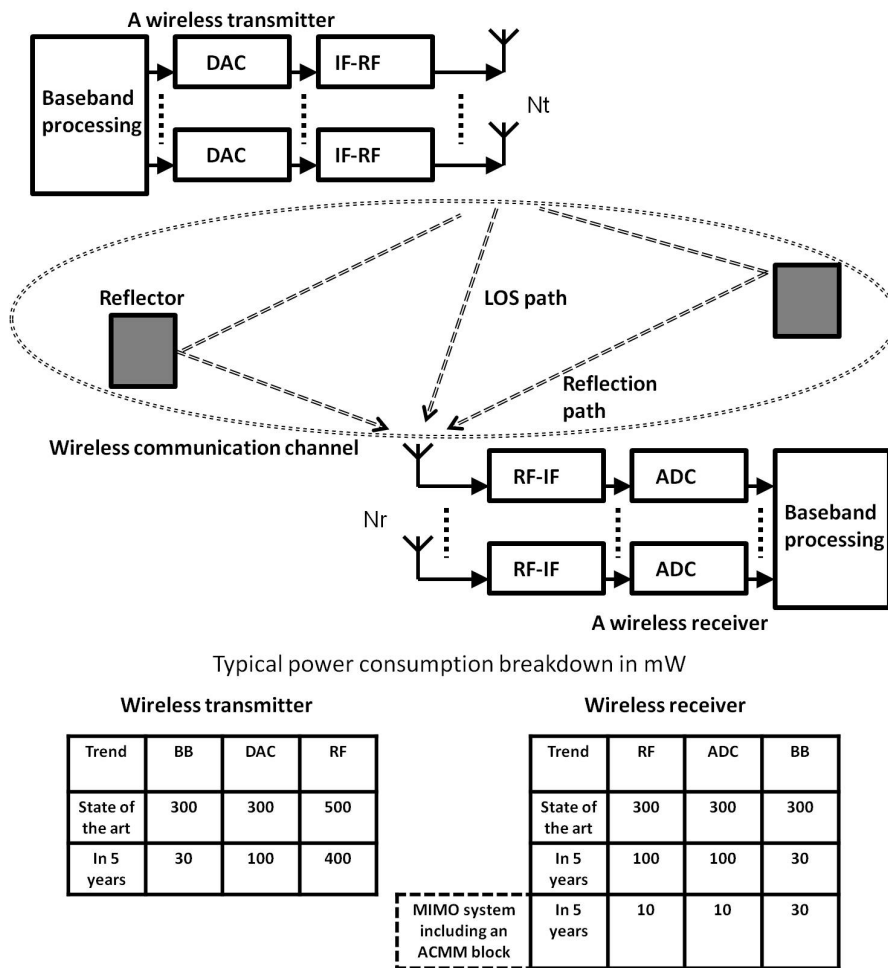 A wireless transmitter
Baseband
processing
DAC
IF-RF
Nt
DAC
IF-RF
Reflector
LOS path
Reflection
path
Wireless communication channel
RF-IF
ADC
Baseband
processing
Nr
RF-IF
ADC
A wireless receiver
Typical power consumption breakdown in mW
Wireless transmitter
Trend BB DAC RF
State of
the art 300 300 500
In 5
years 30 100 400
Wireless receiver
Trend RF ADC BB
State of
the art 300 300 300
In 5
years 100 100 30
MIMO system
including an
ACMM block
In 5
years 10 10 30